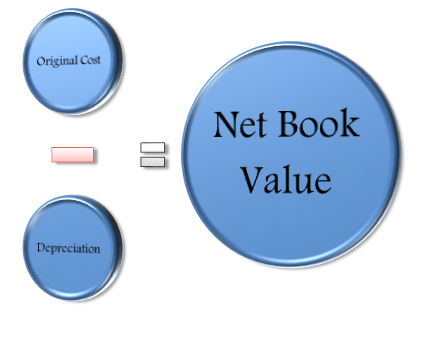 Original Cost
Depreciation
Net Book
Value